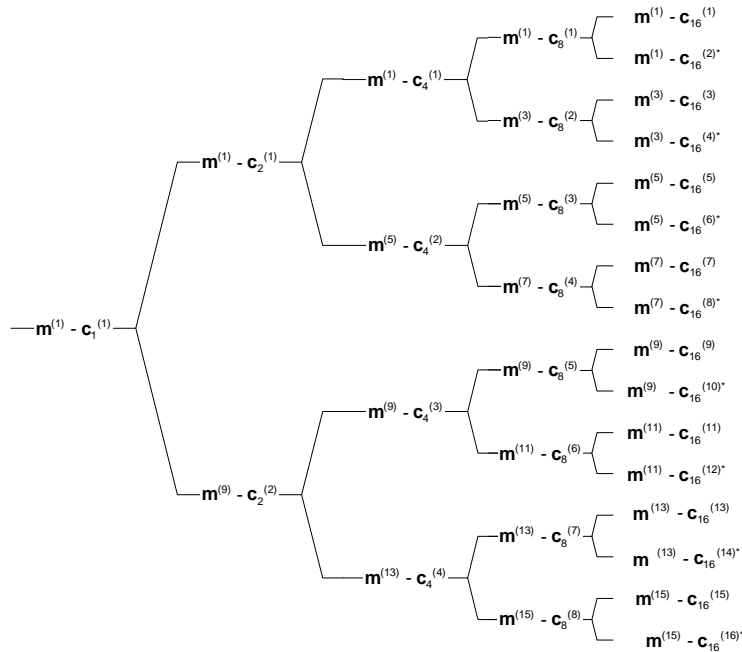 m(1) - c16(1)
m(1) - c8(1)
m(1) - c16(2)*
m(1) - c4(1)
m(3) - c16(3)
m(3) - c8(2)
m(3) - c16(4)*
m(1) - c2(1)
m(5) - c16(5)
m(5) - c8(3)
m(5) - c16(6)*
m(5) - c4(2)
m(7) - c16(7)
m(7) - c8(4)
m(7) - c16(8)*
m(1) - c1(1)
m(9) - c16(9)
m(9) - c8(5)
m(9) - c16(10)*
m(9) - c4(3)
m(11) - c16(11)
m(11) - c8(6)
m(11) - c16(12)*
m(9) - c2(2)
m(13) - c16(13)
m(13) - c8(7)
m (13) - c16(14)*
m(13) - c4(4)
m(15) - c16(15)
m(15) - c8(8)
m(15) - c16(16)*